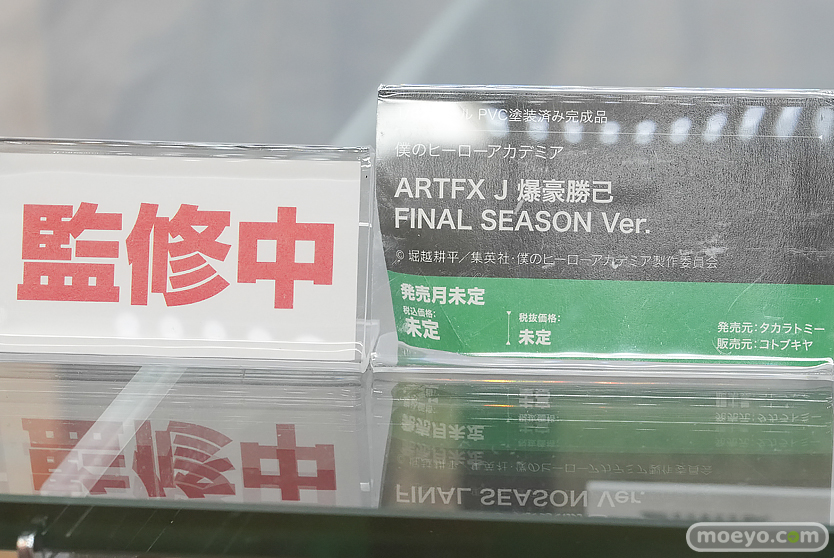 監修中
PVC塗装済み完成品
僕のヒーローアカデミア
ARTFX J 爆豪勝己
FINAL SEASON Ver.
© 堀越耕平／集英社・僕のヒーローアカデミア製作委員会
発売月未定
税込価格:
未定
税抜価格:
未定
発売元:タカラトミー
販売元:コトブキヤ
moeyo.com